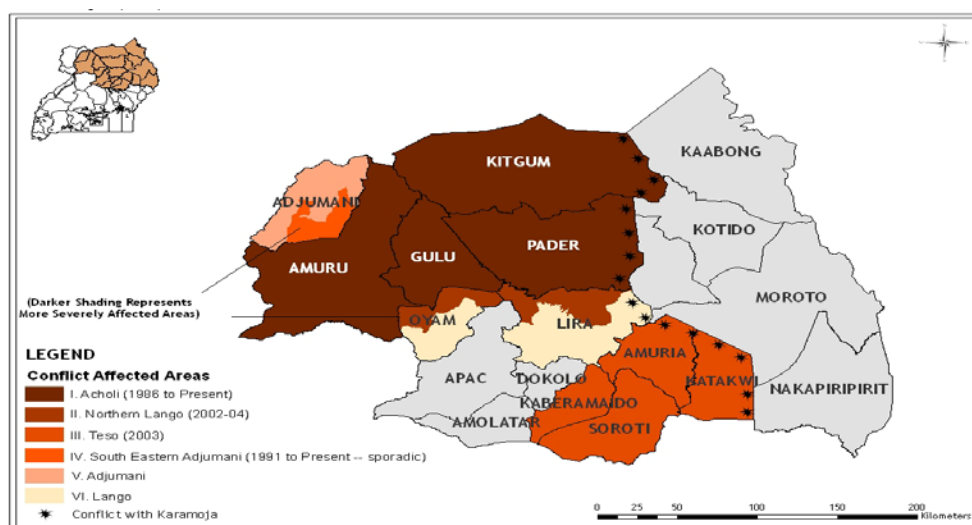 KITGUM
KAABONG
ADJUMANI
KOTIDO
PADER
GULU
AMURU
MOROTO
(Darker Shading Represents
More Severely Affected Areas)
OYAM
LIRA
AMURIA
KATAKWI
NAKAPIRIPIRIT
APAC
DOKOLO
KABERAMAIDO
AMOLATAR
SOROTI
LEGEND
Conflict Affected Areas
I. Acholi (1986 to Present)
II. Northern Lango (2002-04)
III. Teso (2003)
IV. South Eastern Adjumani (1991 to Present -- sporadic)
V. Adjumani
VI. Lango
Conflict with Karamoja
0 25 50 100 150 200
Kilometers